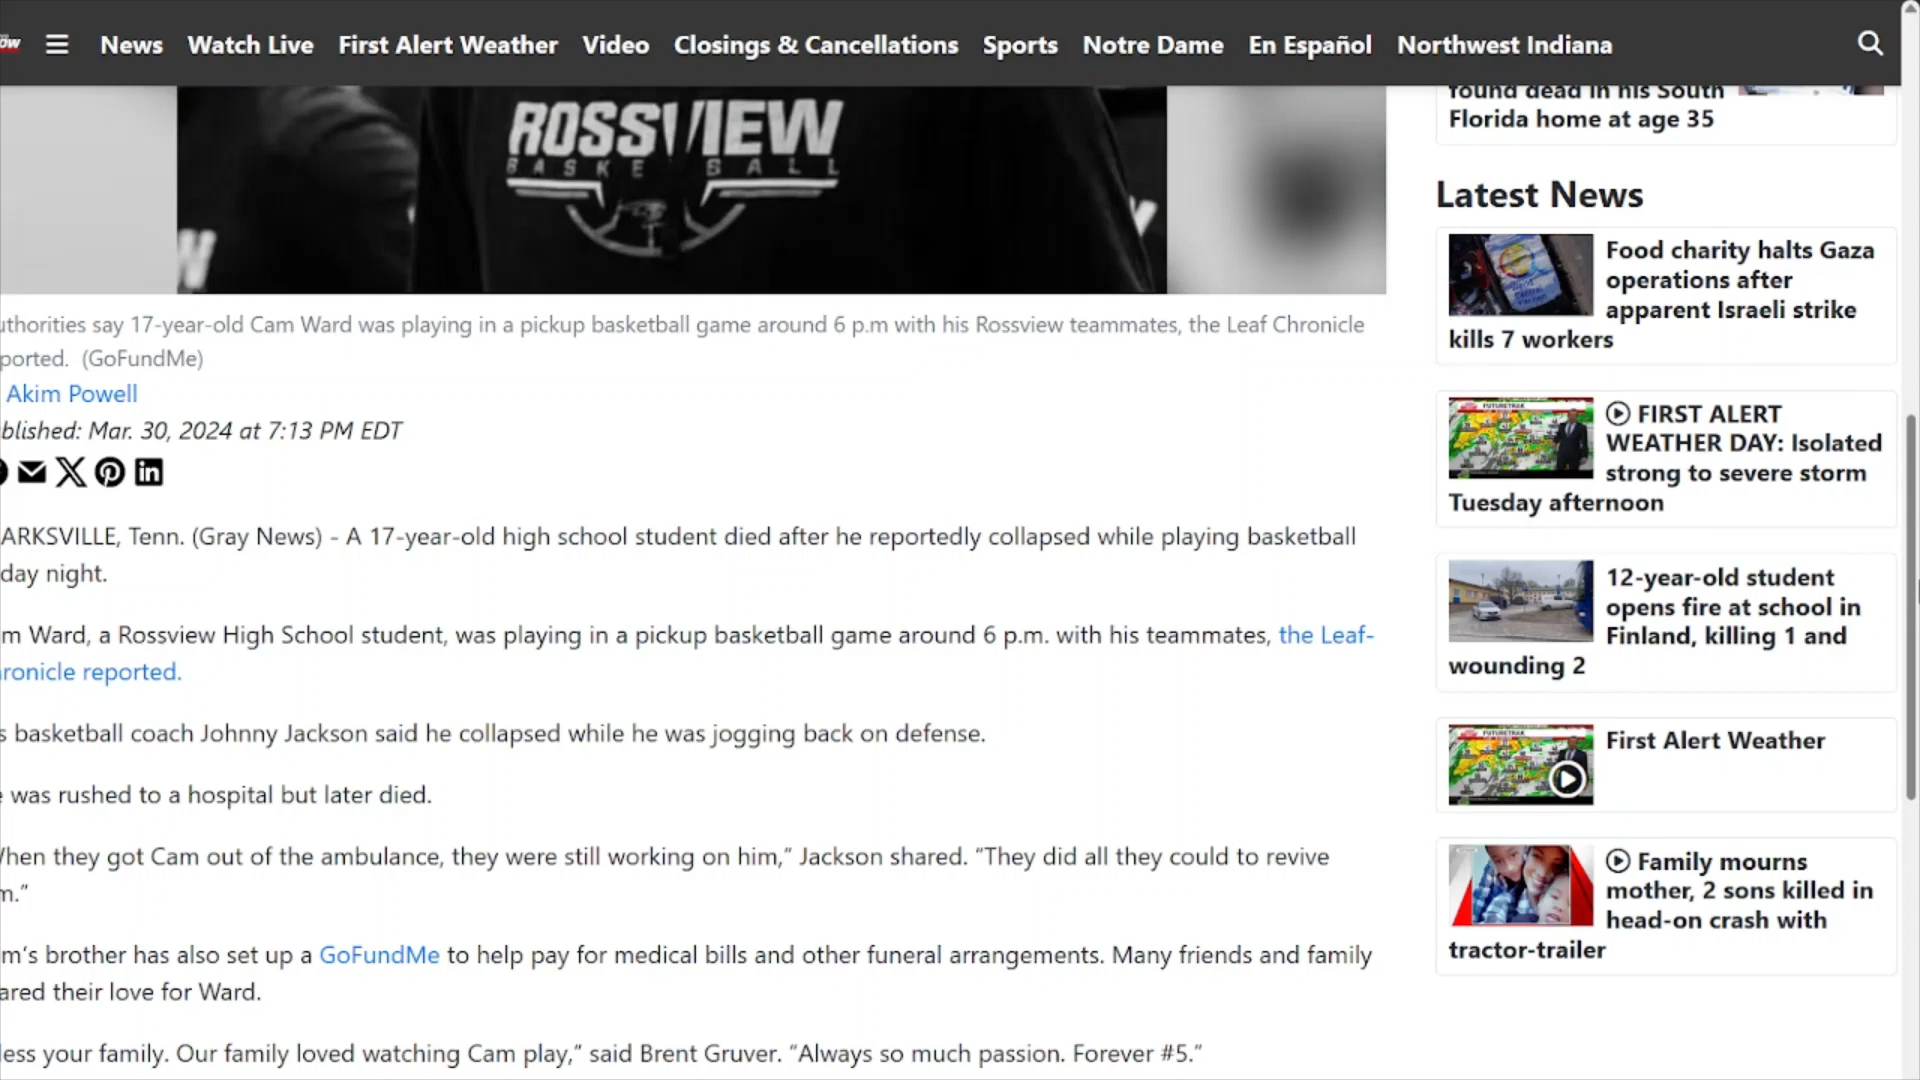 ow
News Watch Live First Alert Weather Video Closings & Cancellations Sports Notre Dame En Español Northwest Indiana
ROSSVIEW
BASKETBALL
uthorities say 17-year-old Cam Ward was playing in a pickup basketball game around 6 p.m with his Rossview teammates, the Leaf Chronicle
ported. (GoFundMe)
Akim Powell
blished: Mar. 30, 2024 at 7:13 PM EDT
ARKSVILLE, Tenn. (Gray News) - A 17-year-old high school student died after he reportedly collapsed while playing basketball
day night.
m Ward, a Rossview High School student, was playing in a pickup basketball game around 6 p.m. with his teammates, the Leaf-
ronicle reported.
s basketball coach Johnny Jackson said he collapsed while he was jogging back on defense.
e was rushed to a hospital but later died.
hen they got Cam out of the ambulance, they were still working on him,” Jackson shared. “They did all they could to revive
m.”
m’s brother has also set up a GoFundMe to help pay for medical bills and other funeral arrangements. Many friends and family
ared their love for Ward.
less your family. Our family loved watching Cam play,” said Brent Gruver. “Always so much passion. Forever #5.”
found dead in his South
Florida home at age 35
Latest News
Food charity halts Gaza
operations after
apparent Israeli strike
kills 7 workers
FIRST ALERT
WEATHER DAY: Isolated
strong to severe storm
Tuesday afternoon
12-year-old student
opens fire at school in
Finland, killing 1 and
wounding 2
First Alert Weather
Family mourns
mother, 2 sons killed in
head-on crash with
tractor-trailer